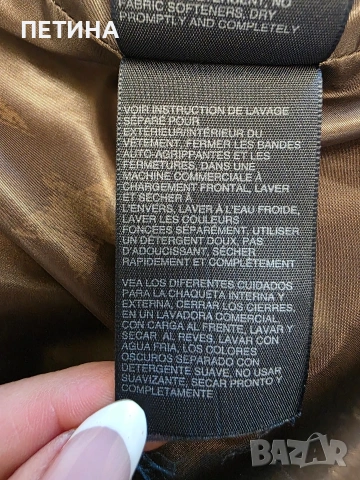 ПЕТИНА
FABRIC SOFTENERS, DRY
PROMPTLY AND COMPLETELY
VOIR INSTRUCTION DE LAVAGE
SÉPARÉ POUR
EXTÉRIEUR/INTÉRIEUR DU
VÊTEMENT, FERMER LES BANDES
AUTO-AGRIPPANTES ET LES
FERMETURES, DANS UNE
MACHINE COMMERCIALE À
CHARGEMENT FRONTAL, LAVER
ET SÉCHER À
L'ENVERS, LAVER À L'EAU FROIDE,
LAVER LES COULEURS
FONCÉES SÉPARÉMENT, UTILISER
UN DÉTERGENT DOUX, PAS
D'ADOUCISSANT, SÉCHER
RAPIDEMENT ET COMPLÈTEMENT
VEA LOS DIFERENTES CUIDADOS
PARA LA CHAQUETA INTERNA Y
EXTERNA, CERRAR LOS CIERRES,
EN UN LAVADORA COMERCIAL
CON CARGA AL FRENTE, LAVAR Y
SECAR AL REVES, LAVAR CON
AGUA FRIA, LOS COLORES
OSCUROS SEPARADO CON
DETERGENTE SUAVE, NO USAR
SUAVIZANTE, SECAR PRONTO Y
COMPLETAMENTE
BAZAR